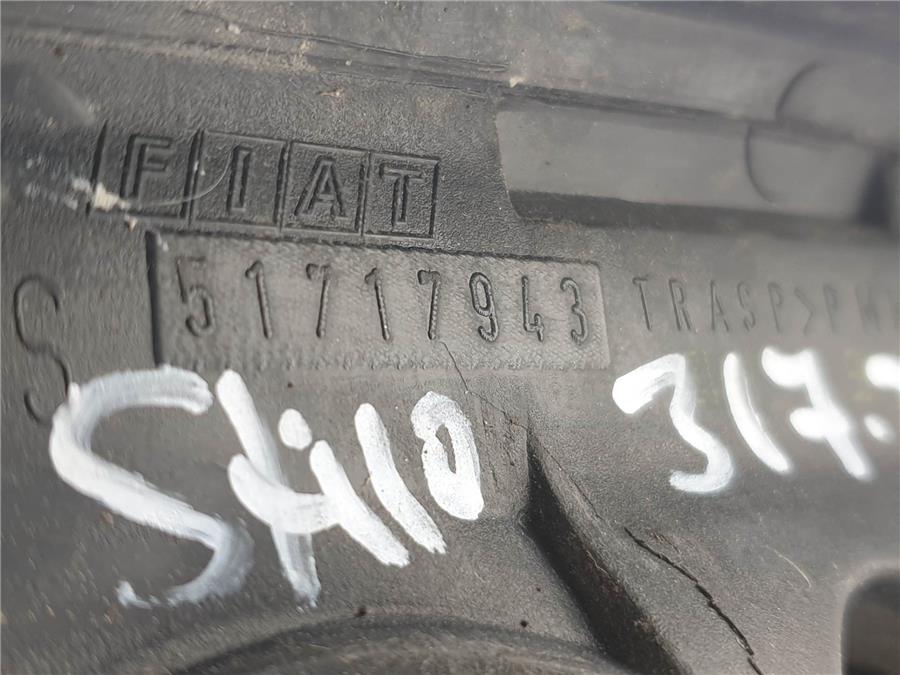 FIAT
S 51717943 TRASP>P
Stilo 317.